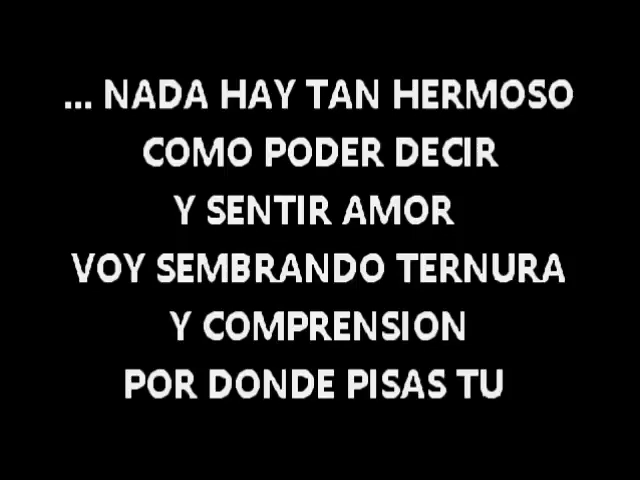 ... NADA HAY TAN HERMOSO
COMO PODER DECIR
Y SENTIR AMOR
VOY SEMBRANDO TERNURA
Y COMPRENSION
POR DONDE PISAS TU